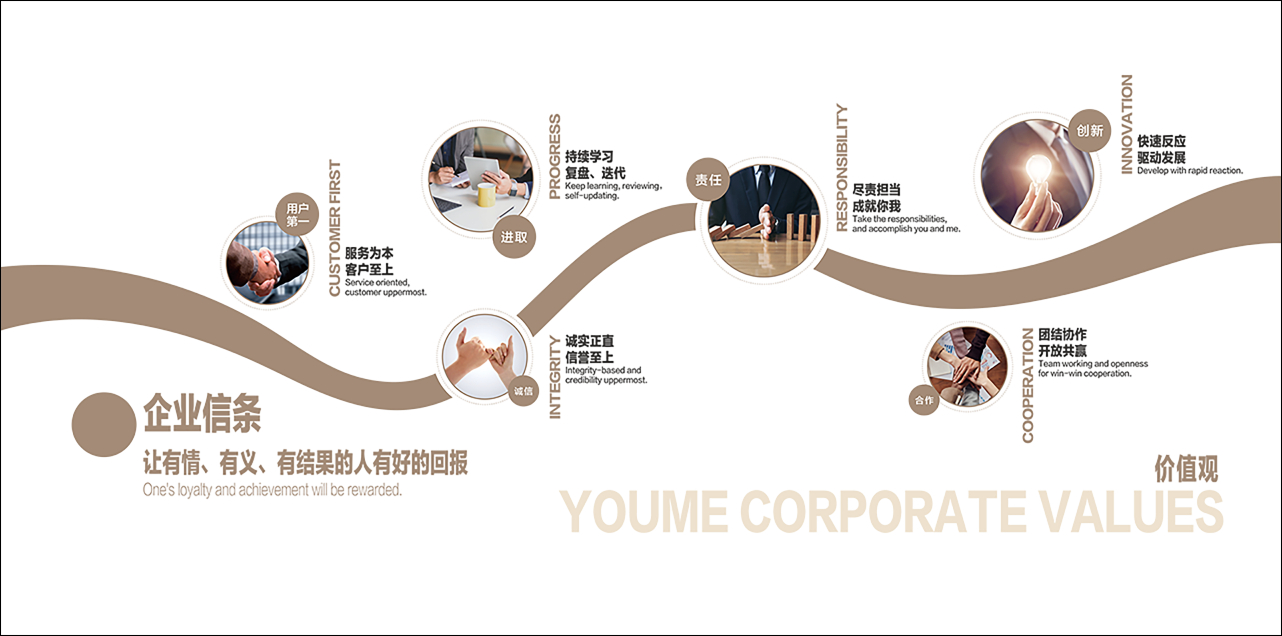 用户
第一
CUSTOMER FIRST
服务为本
客户至上
Service oriented,
customer uppermost.
进取
PROGRESS
持续学习
复盘、迭代
Keep learning, reviewing,
self-updating.
诚信
INTEGRITY
诚实正直
信誉至上
Integrity-based and
credibility uppermost.
责任
RESPONSIBILITY
尽责担当
成就你我
Take the responsibilities,
and accomplish you and me.
创新
INNOVATION
快速反应
驱动发展
Develop with rapid reaction.
合作
COOPERATION
团结协作
开放共赢
Team working and openness
for win-win cooperation.
企业信条
让有情、有义、有结果的人有好的回报
One's loyalty and achievement will be rewarded.
价值观
YOUME CORPORATE VALUES